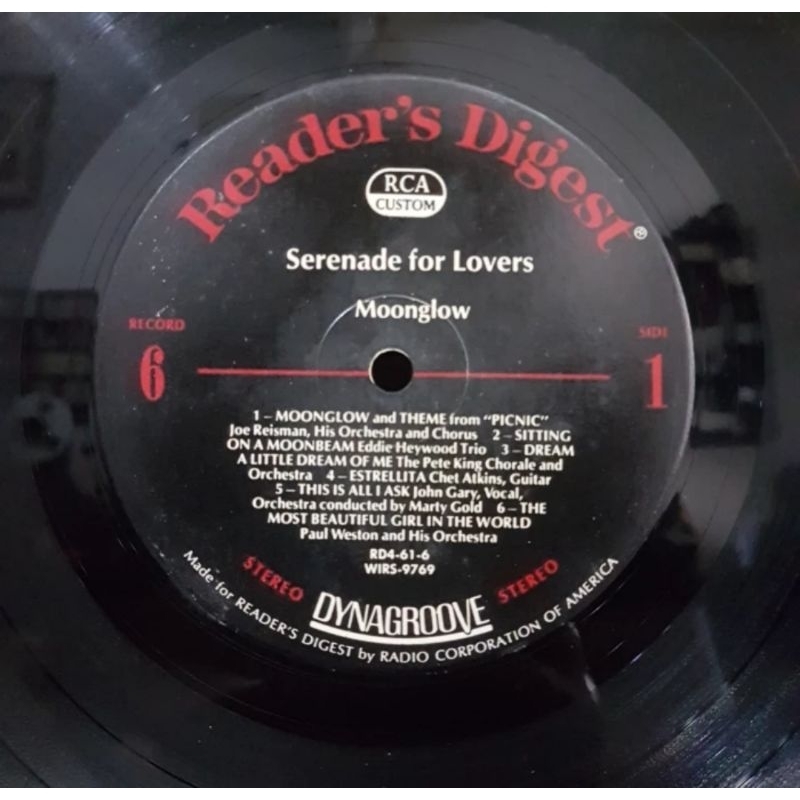 Reader's Digest®
RCA
CUSTOM
Serenade for Lovers
Moonglow
RECORD
6
SIDE
1
1 – MOONGLOW and THEME from "PICNIC"
Joe Reisman, His Orchestra and Chorus 2 – SITTING
ON A MOONBEAM Eddie Heywood Trio 3 – DREAM
A LITTLE DREAM OF ME The Pete King Chorale and
Orchestra 4 – ESTRELLITA Chet Atkins, Guitar
5 – THIS IS ALL I ASK John Gary, Vocal,
Orchestra conducted by Marty Gold 6 – THE
MOST BEAUTIFUL GIRL IN THE WORLD
Paul Weston and His Orchestra
RD4-61-6
WIRS-9769
STEREO
DYNAGROOVE
STEREO
Made for READER'S DIGEST by RADIO CORPORATION OF AMERICA